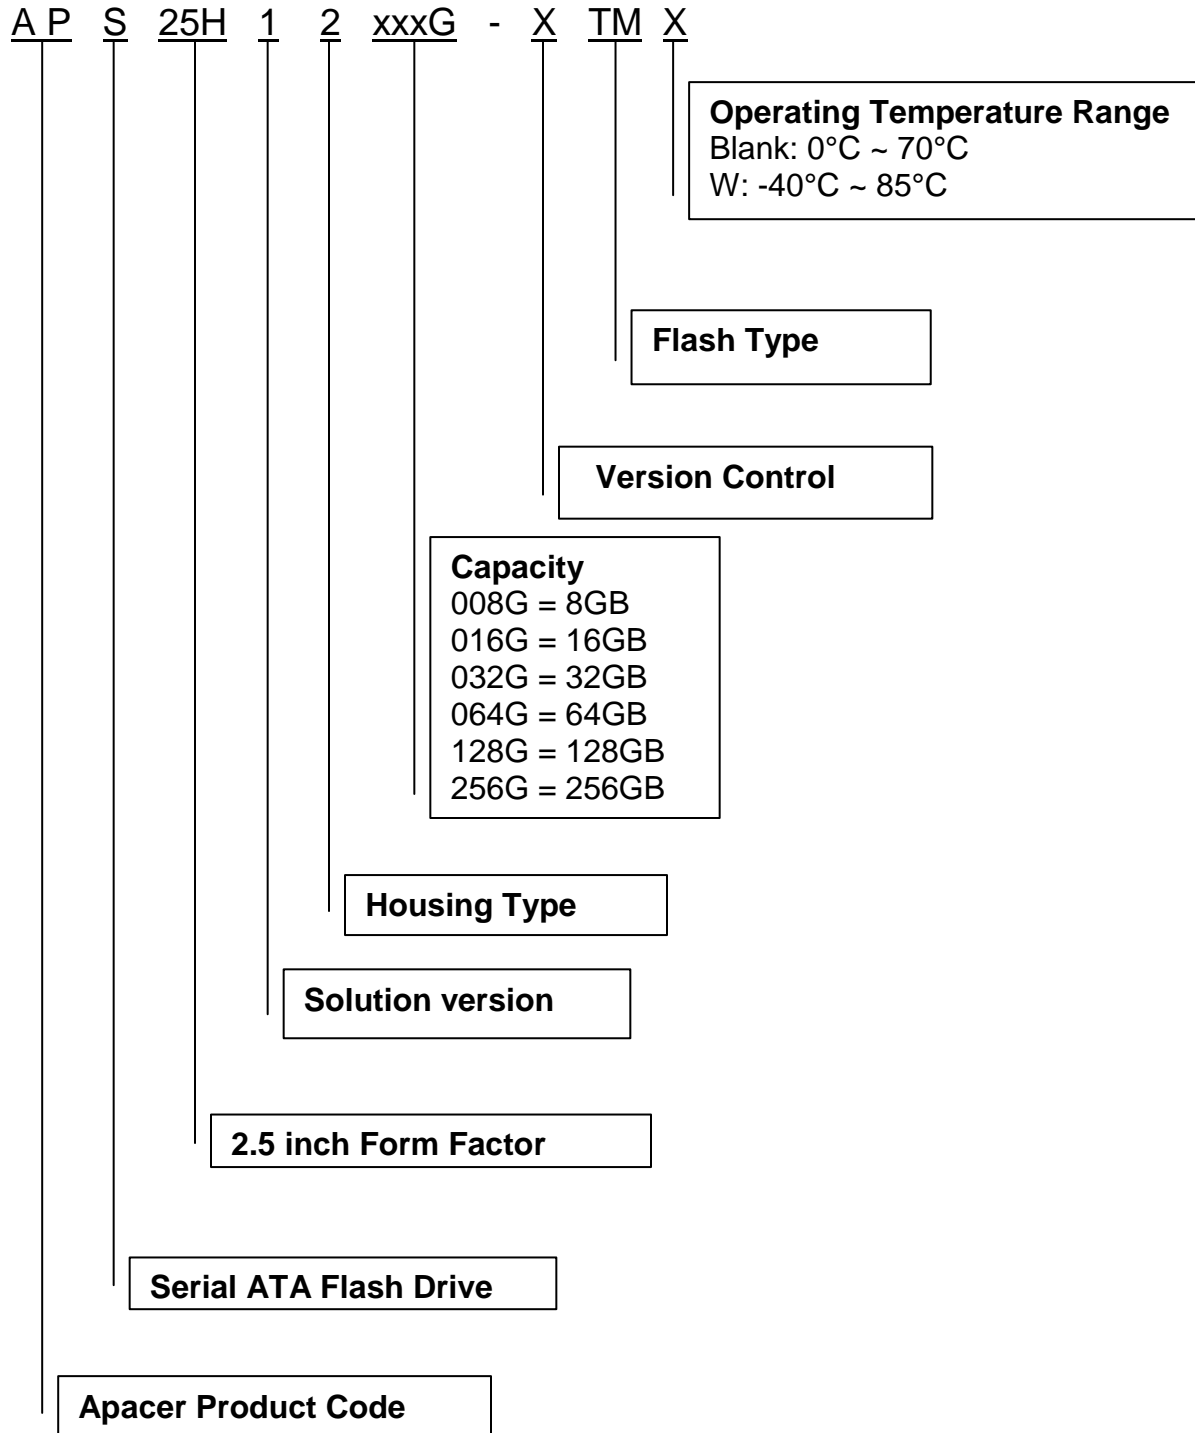 A P S 25H 1 2 xxxG - X TM X
Operating Temperature Range
Blank: 0°C ~ 70°C
W: -40°C ~ 85°C
Flash Type
Version Control
Capacity
008G = 8GB
016G = 16GB
032G = 32GB
064G = 64GB
128G = 128GB
256G = 256GB
Housing Type
Solution version
2.5 inch Form Factor
Serial ATA Flash Drive
Apacer Product Code